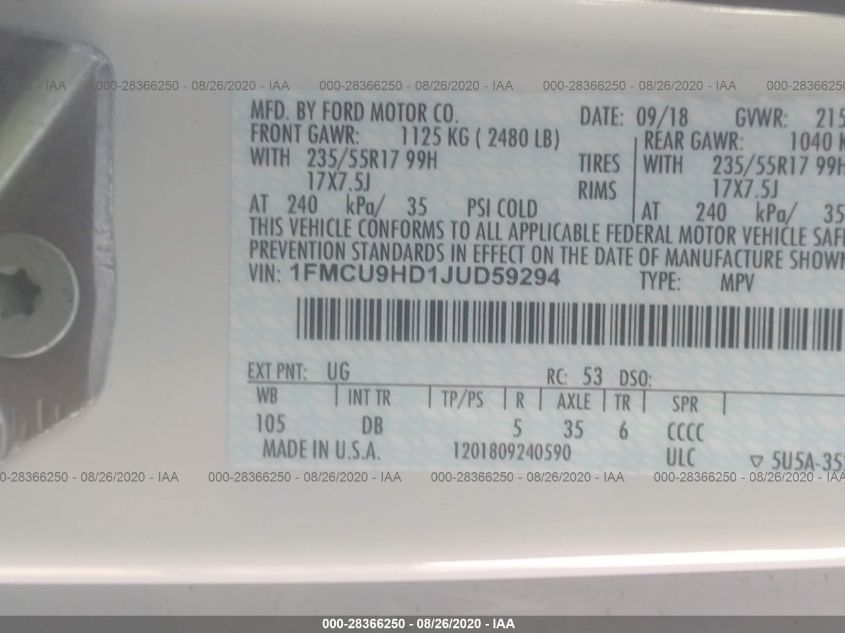 000-28366250 - 08/26/2020 - IAA 000-28366250 - 08/26/2020 - IAA 000-28366250 - 08/26/2020 - IAA
MFD. BY FORD MOTOR CO. DATE: 09/18 GVWR: 215
FRONT GAWR: 1125 KG ( 2480 LB) REAR GAWR: 1040 K
WITH 235/55R17 99H TIRES WITH 235/55R17 99H
17X7.5J RIMS 17X7.5J
AT 240 kPa/ 35 PSI COLD AT 240 kPa/ 35
THIS VEHICLE CONFORMS TO ALL APPLICABLE FEDERAL MOTOR VEHICLE SAF
PREVENTION STANDARDS IN EFFECT ON THE DATE OF MANUFACTURE
VIN: 1FMCU9HD1JUD59294 TYPE: MPV
EXT PNT: UG RC: 53 DSO:
WB INT TR TP/PS R AXLE TR SPR
105 DB 5 35 6 CCCC
MADE IN U.S.A. 1201809240590 ULC ▽ 5U5A-35
000-28366250 - 08/26/2020 - IAA 000-28366250 - 08/26/2020 - IAA 000-28366250 - 08/26/2020 - IAA
000-28366250 - 08/26/2020 - IAA